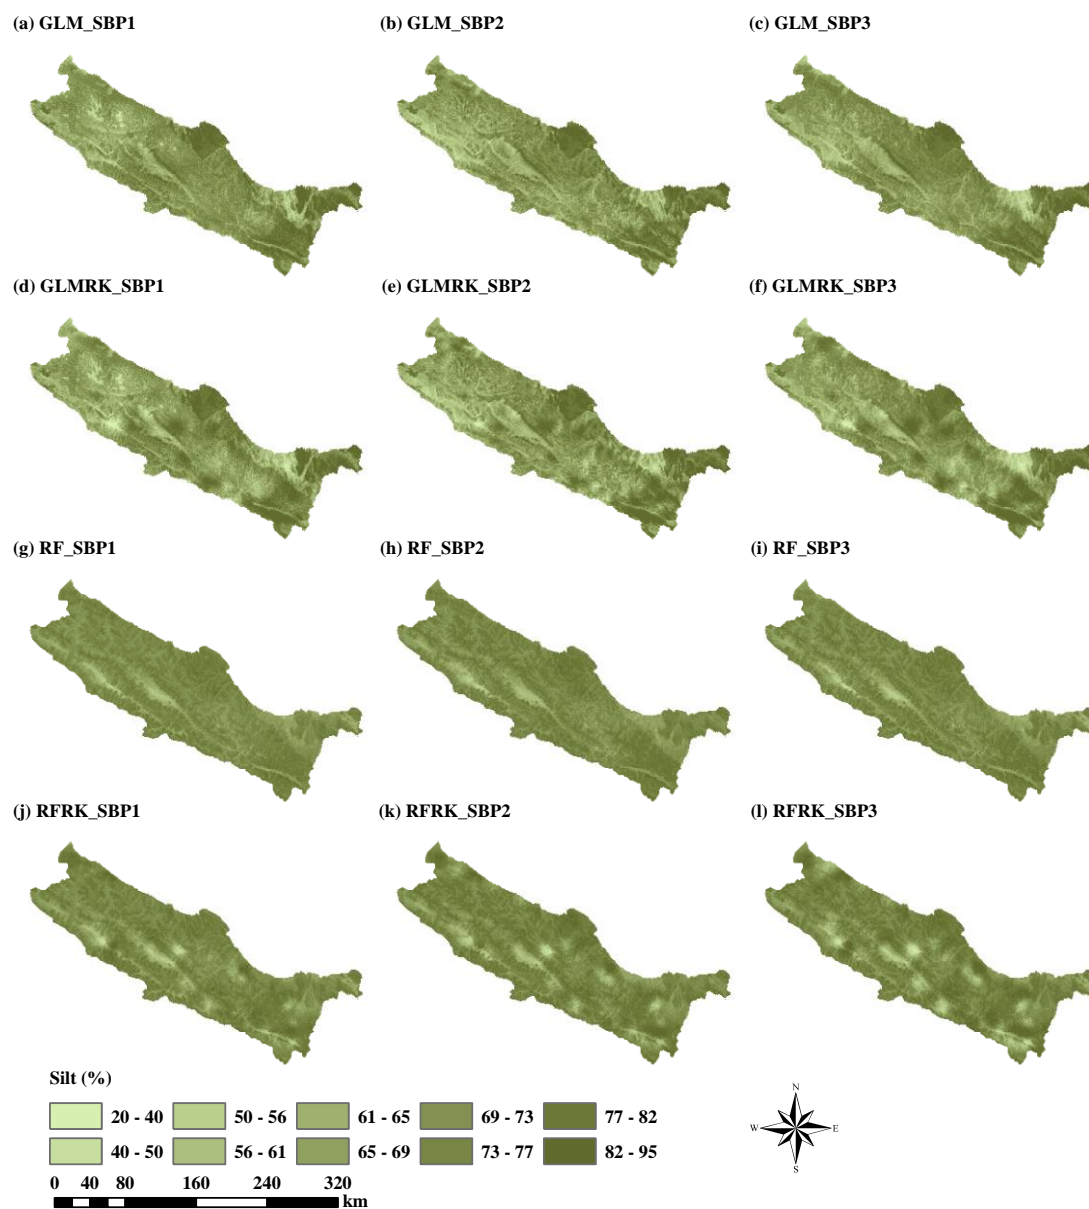 (a) GLM_SBP1
(b) GLM_SBP2
(c) GLM_SBP3
(d) GLMRK_SBP1
(e) GLMRK_SBP2
(f) GLMRK_SBP3
(g) RF_SBP1
(h) RF_SBP2
(i) RF_SBP3
(j) RFRK_SBP1
(k) RFRK_SBP2
(l) RFRK_SBP3
Silt (%)
20 - 40
50 - 56
61 - 65
69 - 73
77 - 82
40 - 50
56 - 61
65 - 69
73 - 77
82 - 95
0 40 80 160 240 320
km
N
W E
S